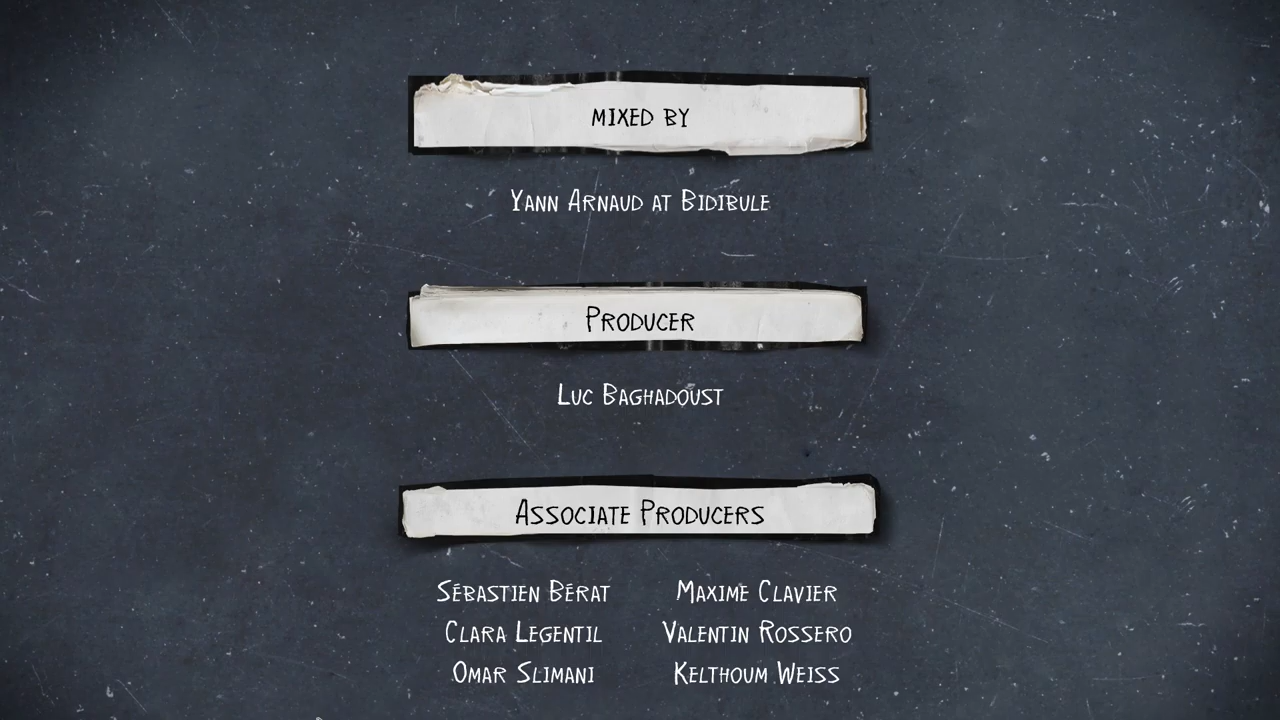 MIXED BY
YANN ARNAUD AT BIDIBULE
PRODUCER
LUC BAGHADOUST
ASSOCIATE PRODUCERS
SÉBASTIEN BÉRAT MAXIME CLAVIER
CLARA LEGENTIL VALENTIN ROSSERO
OMAR SLIMANI KELTHOUM WEISS